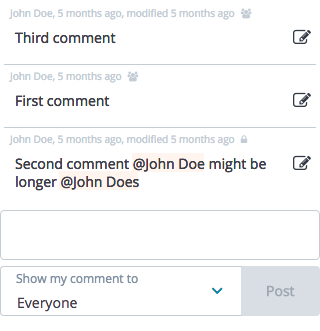 John Doe, 5 months ago, modified 5 months ago
Third comment
John Doe, 5 months ago
First comment
John Doe, 5 months ago, modified 5 months ago
Second comment @John Doe might be
longer @John Does
Show my comment to
Everyone
Post